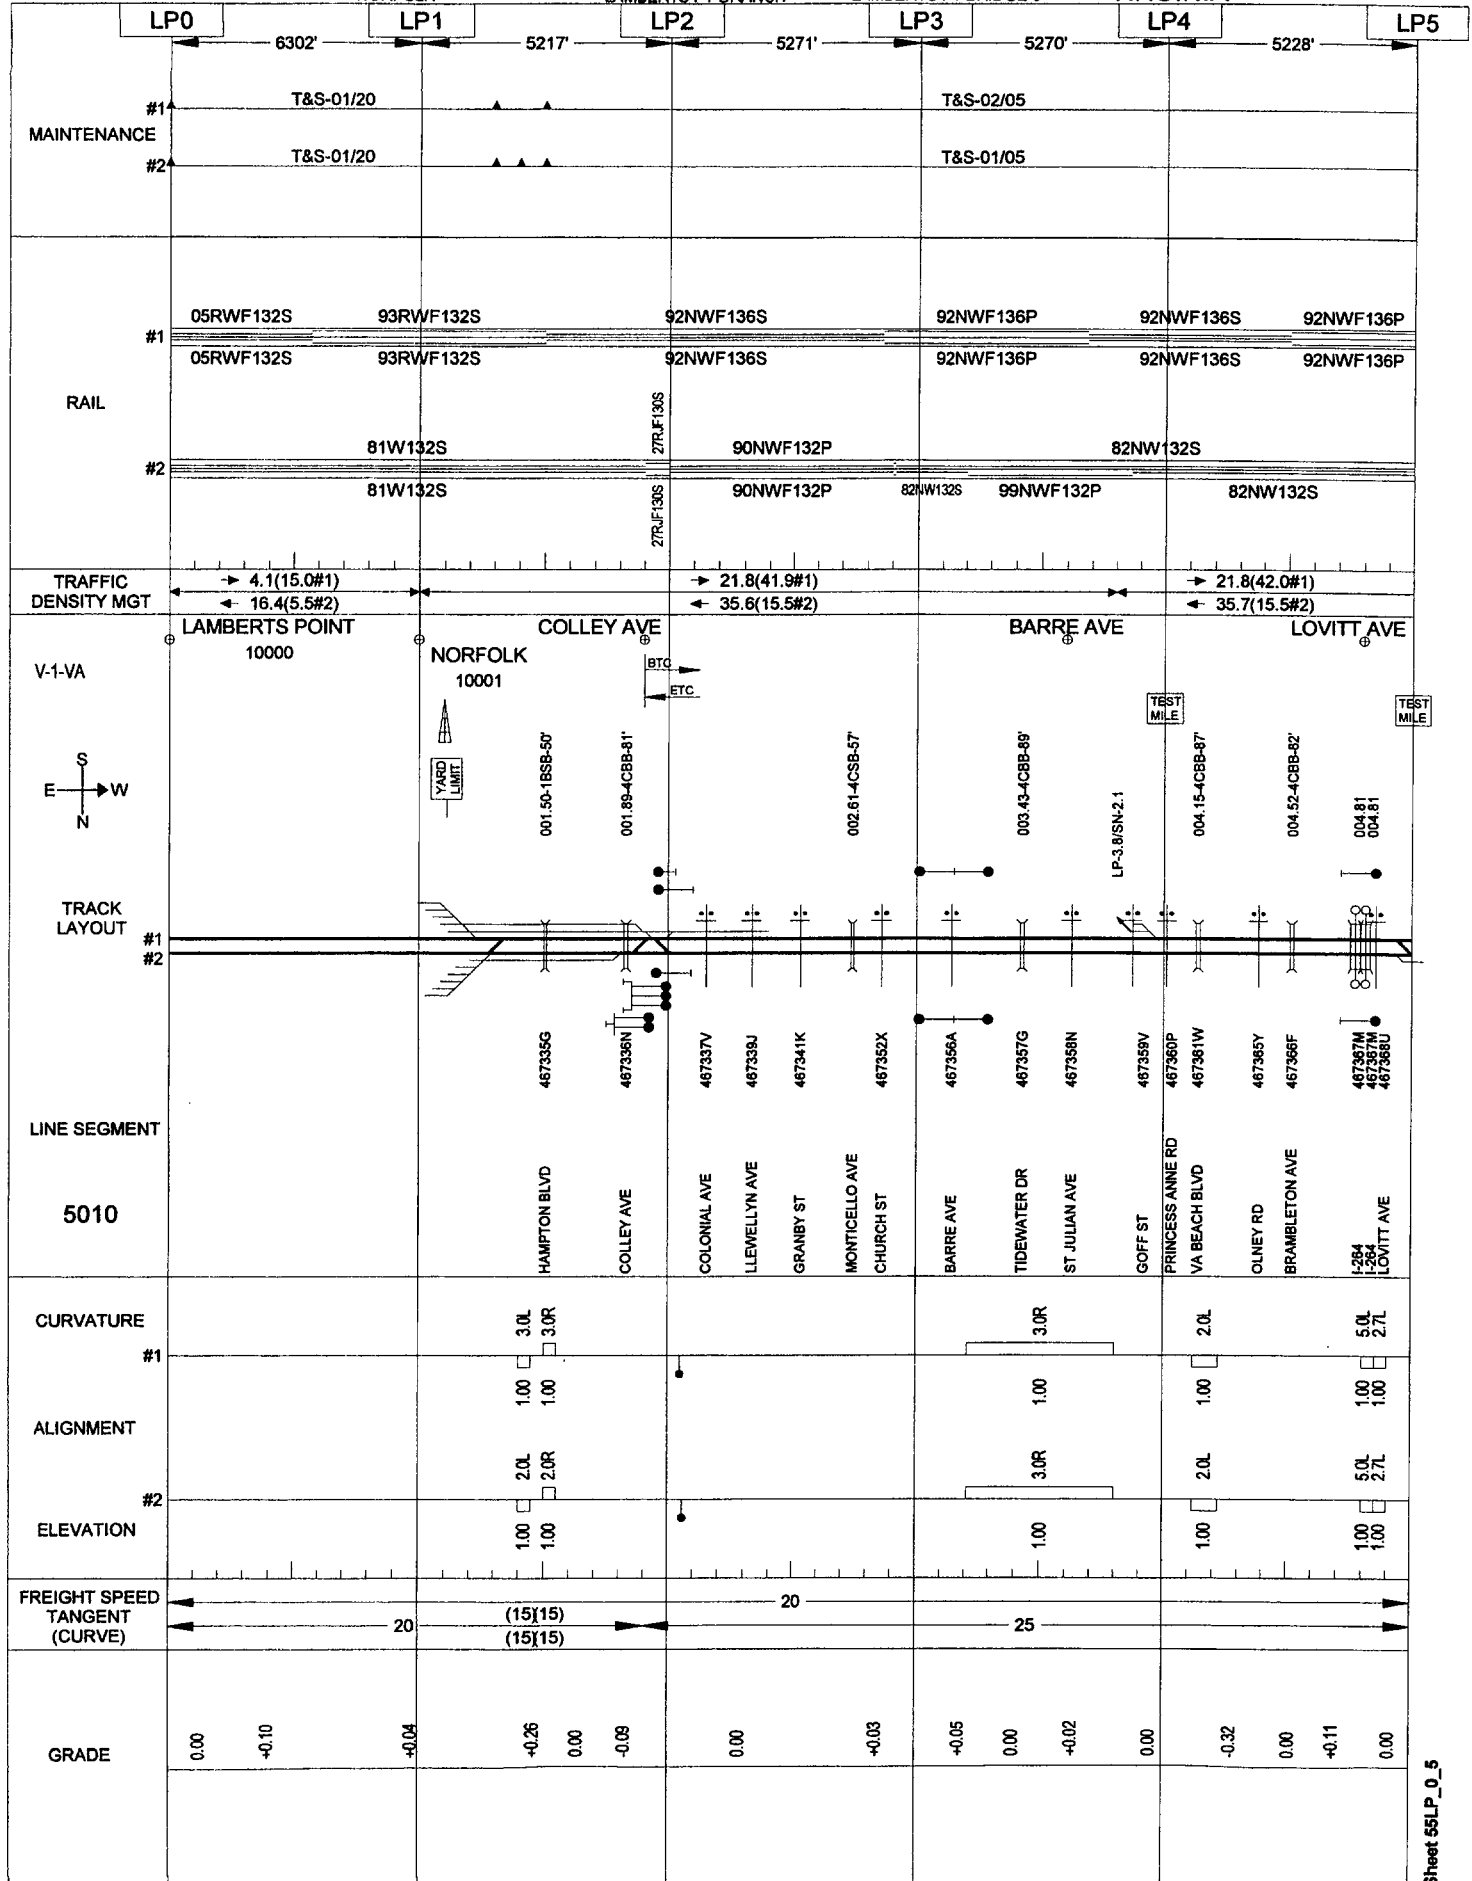 LP0 LP1 LP2 LP3 LP4 LP5
6302' 5217' 5271' 5270' 5228'
T&S-01/20 T&S-02/05
#1
MAINTENANCE
T&S-01/20 T&S-01/05
#2
05RWF132S 93RWF132S 92NWF136S 92NWF136P 92NWF136S 92NWF136P
#1
05RWF132S 93RWF132S 92NWF136S 92NWF136P 92NWF136S 92NWF136P
RAIL
27RJF130S
81W132S 90NWF132P 82NW132S
#2
81W132S 90NWF132P 82NW132S 99NWF132P 82NW132S
27RJF130S
TRAFFIC
DENSITY MGT
4.1(15.0#1) 21.8(41.9#1) 21.8(42.0#1)
16.4(5.5#2) 35.6(15.5#2) 35.7(15.5#2)
LAMBERTS POINT COLLEY AVE BARRE AVE LOVITT AVE
10000
NORFOLK
10001
V-1-VA
BTC
ETC
TEST
MILE
TEST
MILE
S
E W
N
YARD
LIMIT
001.50-1BSB-50'
001.89-4CBB-81'
002.61-4CSB-57'
003.43-4CBB-89'
LP-3.8/SN-2.1
004.15-4CBB-87'
004.52-4CBB-82'
004.81
004.81
TRACK
LAYOUT
#1
#2
467335G
467336N
467337V
467339J
467341K
467352X
467356A
467357G
467358N
467359V
467360P
467361W
467365Y
467366F
467367M
467367M
467368U
LINE SEGMENT
5010
HAMPTON BLVD
COLLEY AVE
COLONIAL AVE
LLEWELLYN AVE
GRANBY ST
MONTICELLO AVE
CHURCH ST
BARRE AVE
TIDEWATER DR
ST JULIAN AVE
GOFF ST
PRINCESS ANNE RD
VA BEACH BLVD
OLNEY RD
BRAMBLETON AVE
I-264
I-264
LOVITT AVE
CURVATURE
3.0L 3.0R 3.0R 2.0L 5.0L 2.7L
#1
1.00 1.00 1.00 1.00 1.00 1.00
ALIGNMENT
2.0L 2.0R 3.0R 2.0L 5.0L 2.7L
#2
ELEVATION
1.00 1.00 1.00 1.00 1.00 1.00
FREIGHT SPEED
TANGENT
(CURVE)
20
(15)(15)
20 25
(15)(15)
GRADE
0.00 +0.10 +0.04 +0.26 0.00 -0.09 0.00 +0.03 +0.05 0.00 +0.02 0.00 -0.32 0.00 +0.11 0.00
Sheet 55LP_0_5